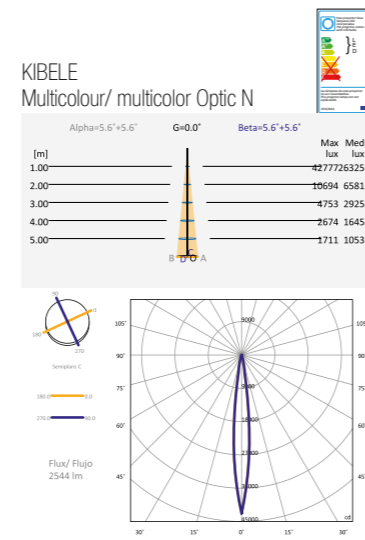 KIBELE
Multicolour/ multicolor Optic N
L
E
D
Alpha=5.6°+5.6° G=0.0° Beta=5.6°+5.6°
Max Med
[m] lux lux
1.00 42777 26325
2.00 10694 6581
3.00 4753 2925
4.00 2674 1645
5.00 1711 1053
B D C O A
90
0
180
270
Semplans C
180.0 0.0
270.0 90.0
Flux/ Flujo
2544 lm
105° 105
90° 90
75° 75
60° 60
45° 45
9000
18000
45000
cd
30° 15° 0° 15° 30°